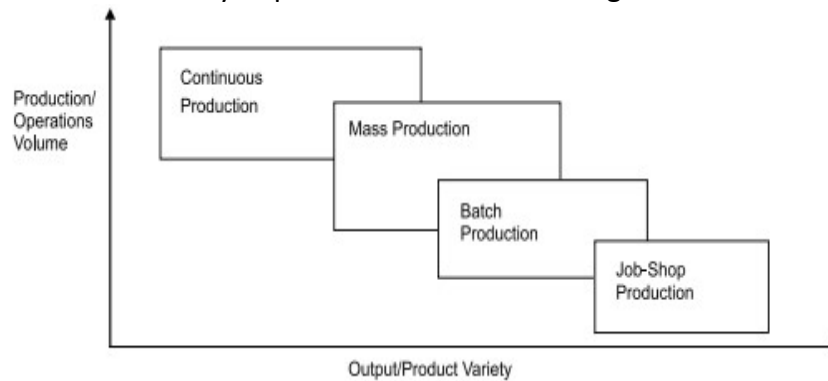 Continuous
Production
Production/
Operations
Volume
Mass Production
Batch
Production
Job-Shop
Production
Output/Product Variety